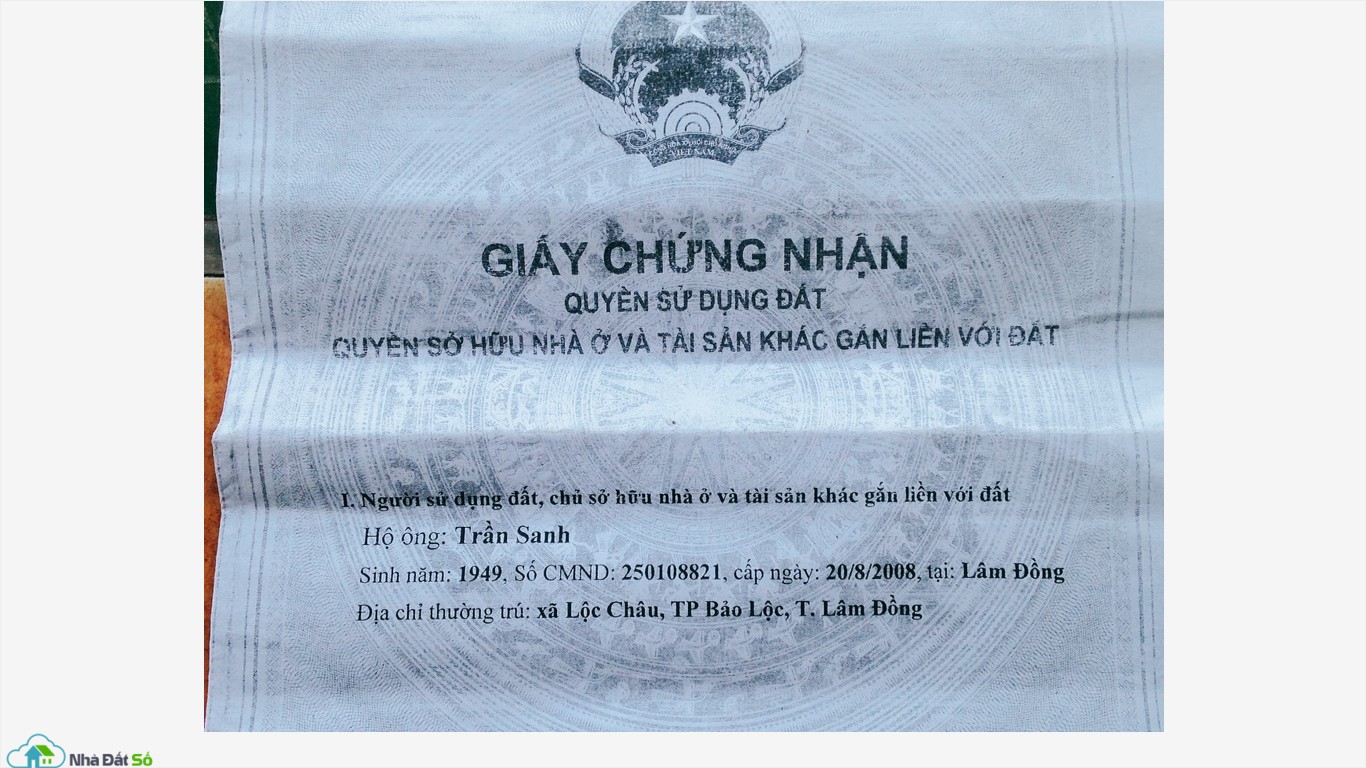 VIỆT NAM
GIẤY CHỨNG NHẬN
QUYỀN SỬ DỤNG ĐẤT
QUYỀN SỞ HỮU NHÀ Ở VÀ TÀI SẢN KHÁC GẮN LIỀN VỚI ĐẤT
I. Người sử dụng đất, chủ sở hữu nhà ở và tài sản khác gắn liền với đất
Hộ ông: Trần Sanh
Sinh năm: 1949, Số CMND: 250108821, cấp ngày: 20/8/2008, tại: Lâm Đồng
Địa chỉ thường trú: xã Lộc Châu, TP Bảo Lộc, T. Lâm Đồng
Nhà Đất Số